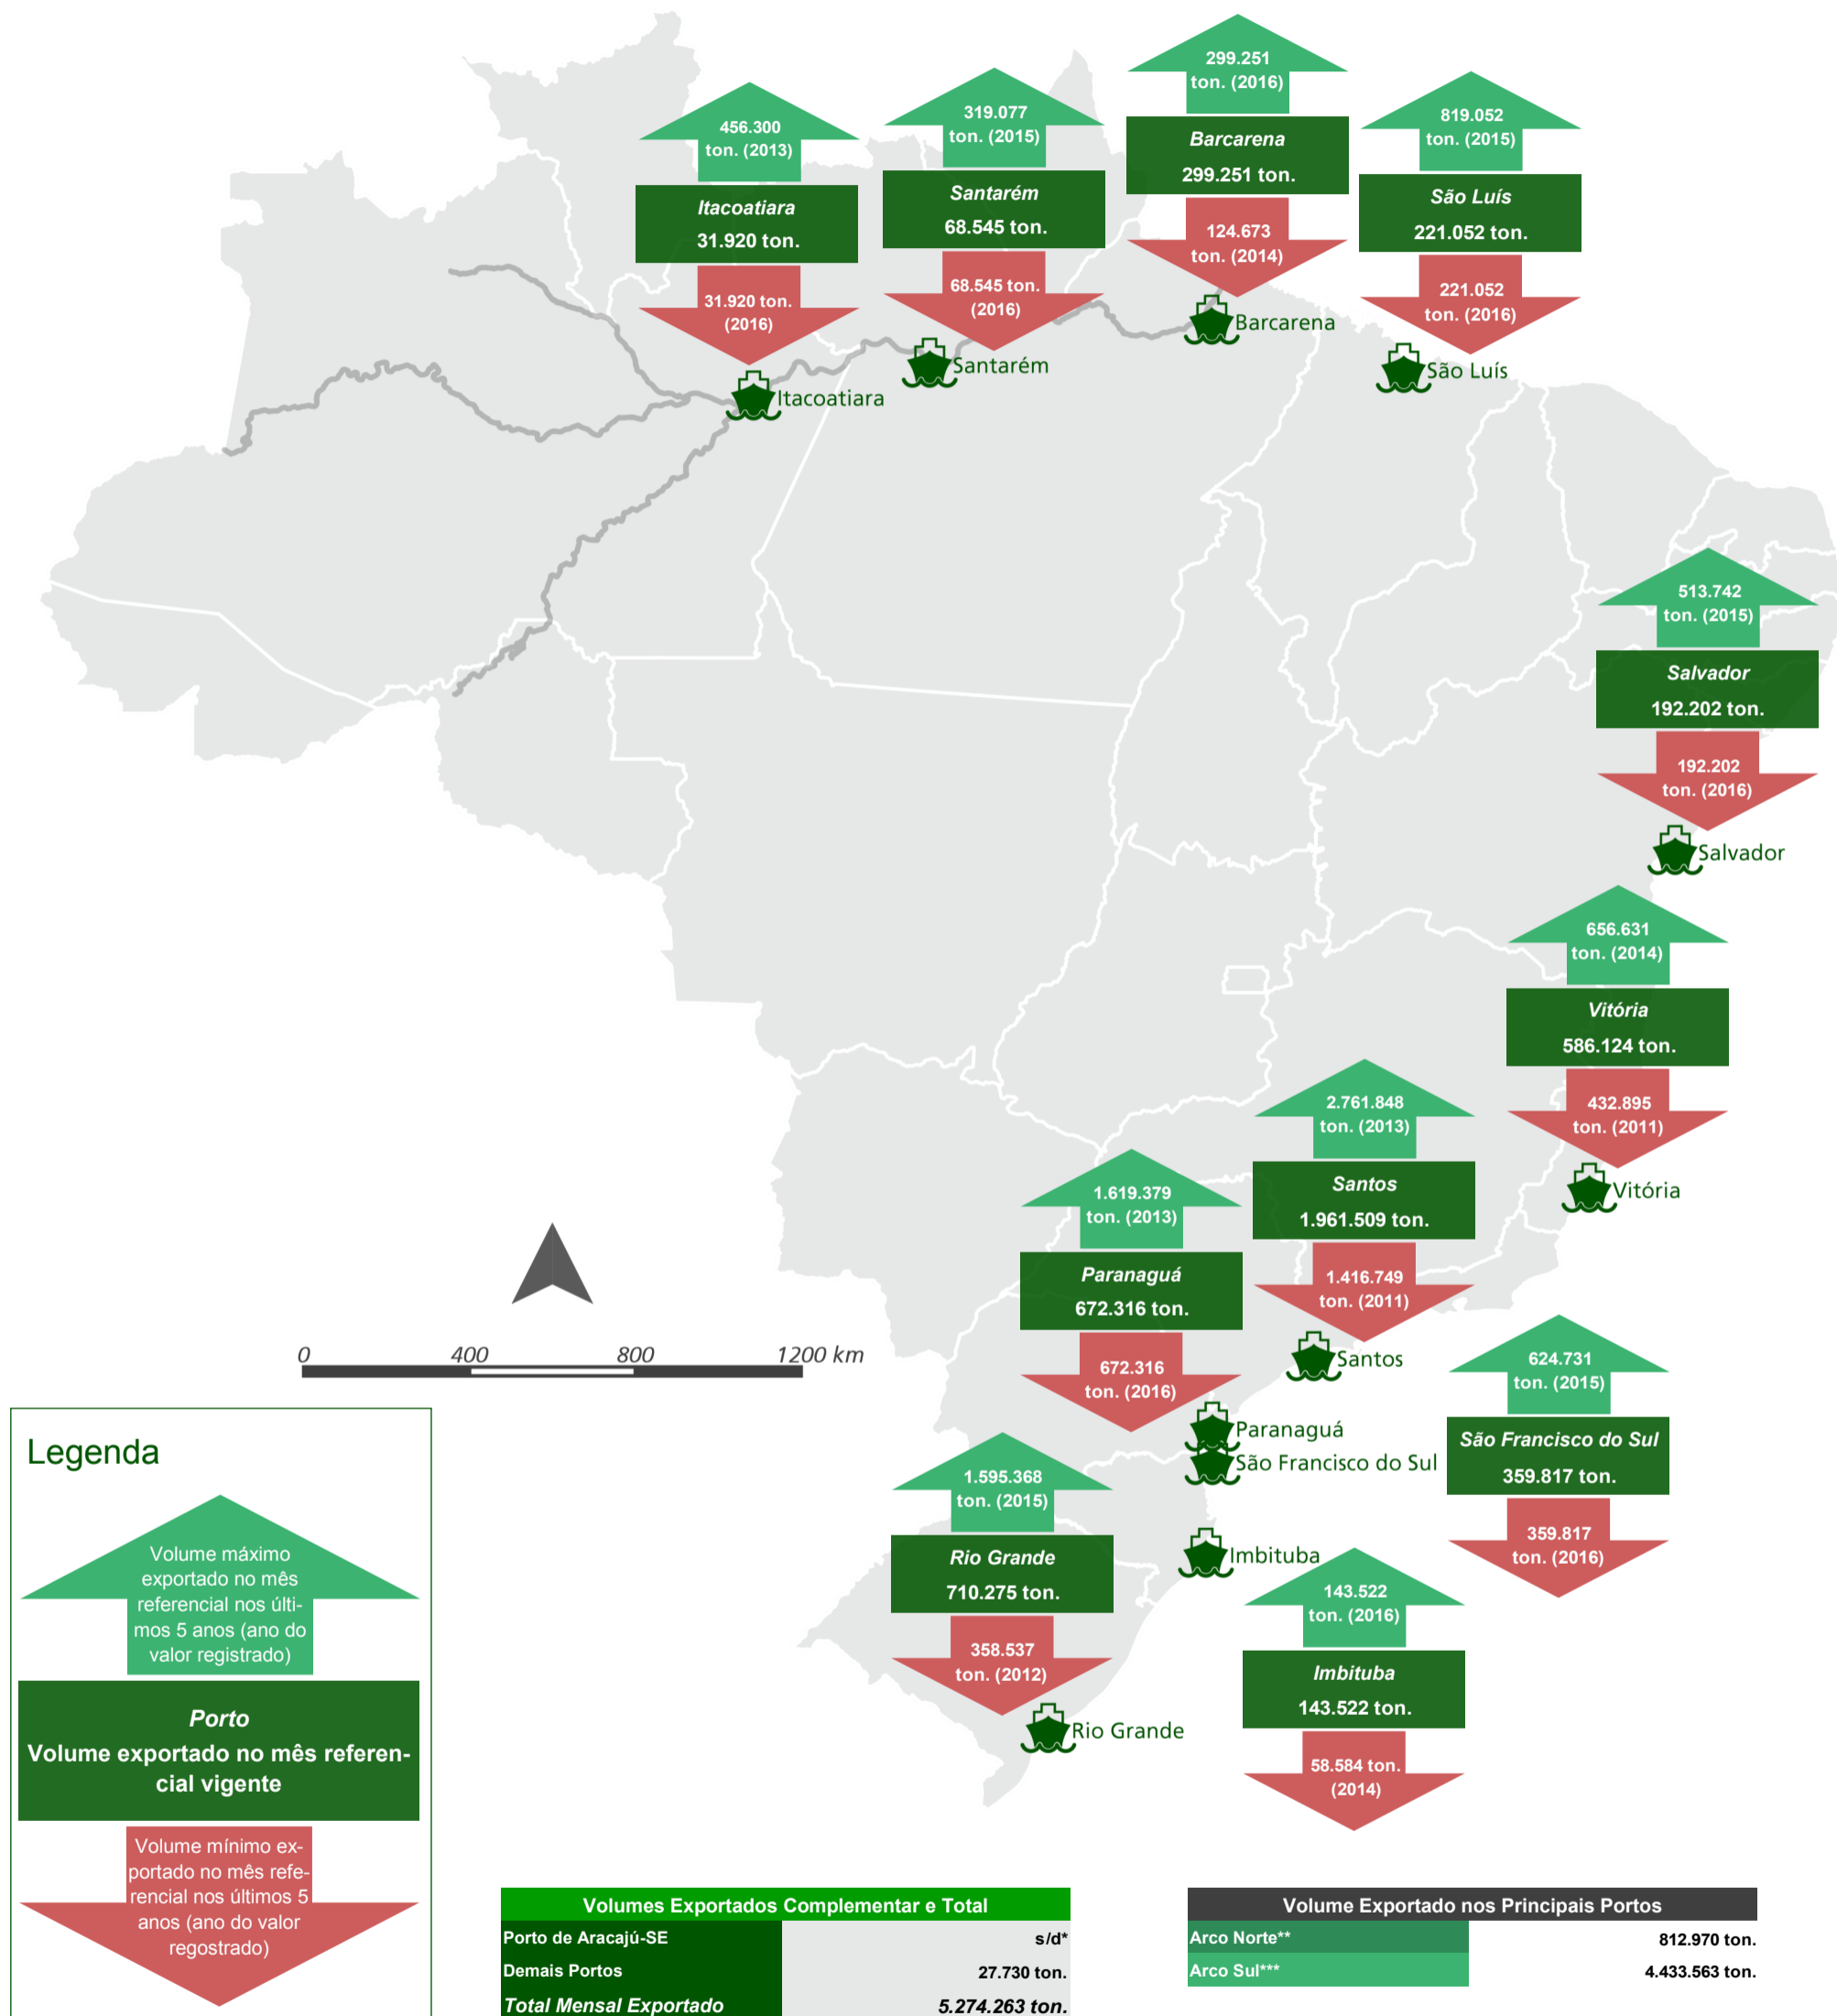 299.251
ton. (2016)
Barcarena
299.251 ton.
124.673
ton. (2014)
Barcarena
456.300
ton. (2013)
Itacoatiara
31.920 ton.
31.920 ton.
(2016)
Itacoatiara
319.077
ton. (2015)
Santarém
68.545 ton.
68.545 ton.
(2016)
Santarém
819.052
ton. (2015)
São Luís
221.052 ton.
221.052
ton. (2016)
São Luís
513.742
ton. (2015)
Salvador
192.202 ton.
192.202
ton. (2016)
Salvador
656.631
ton. (2014)
Vitória
586.124 ton.
432.895
ton. (2011)
Vitória
2.761.848
ton. (2013)
Santos
1.961.509 ton.
1.416.749
ton. (2011)
Santos
1.619.379
ton. (2013)
Paranaguá
672.316 ton.
672.316
ton. (2016)
Paranaguá
São Francisco do Sul
624.731
ton. (2015)
São Francisco do Sul
359.817 ton.
359.817
ton. (2016)
1.595.368
ton. (2015)
Rio Grande
710.275 ton.
358.537
ton. (2012)
Rio Grande
Imbituba
143.522
ton. (2016)
Imbituba
143.522 ton.
58.584 ton.
(2014)
0 400 800 1200 km
Legenda
Volume máximo
exportado no mês
referencial nos últi-
mos 5 anos (ano do
valor registrado)
Porto
Volume exportado no mês referen-
cial vigente
Volume mínimo ex-
portado no mês refe-
rencial nos últimos 5
anos (ano do valor
regostrado)
Volumes Exportados Complementar e Total
Porto de Aracajú-SE s/d*
Demais Portos 27.730 ton.
Total Mensal Exportado 5.274.263 ton.
Volume Exportado nos Principais Portos
Arco Norte** 812.970 ton.
Arco Sul*** 4.433.563 ton.